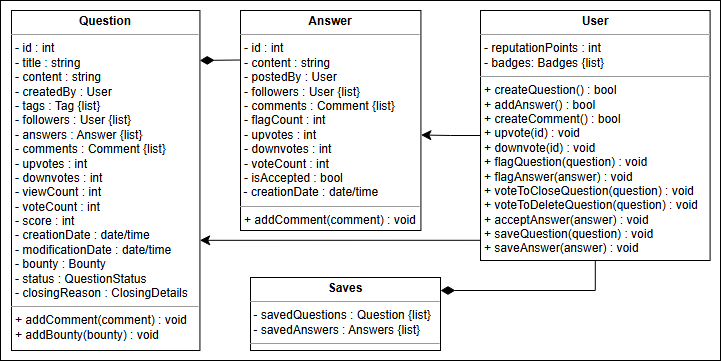 Question
- id : int
- title : string
- content : string
- createdBy : User
- tags : Tag {list}
- followers : User {list}
- answers : Answer {list}
- comments : Comment {list}
- upvotes : int
- downvotes : int
- viewCount : int
- voteCount : int
- score : int
- creationDate : date/time
- modificationDate : date/time
- bounty : Bounty
- status : QuestionStatus
- closingReason : ClosingDetails
+ addComment(comment) : void
+ addBounty(bounty) : void
Answer
- id : int
- content : string
- postedBy : User
- followers : User {list}
- comments : Comment {list}
- flagCount : int
- upvotes : int
- downvotes : int
- voteCount : int
- isAccepted : bool
- creationDate : date/time
+ addComment(comment) : void
User
- reputationPoints : int
- badges: Badges {list}
+ createQuestion() : bool
+ addAnswer() : bool
+ createComment() : bool
+ upvote(id) : void
+ downvote(id) : void
+ flagQuestion(question) : void
+ flagAnswer(answer) : void
+ voteToCloseQuestion(question) : void
+ voteToDeleteQuestion(question) : void
+ acceptAnswer(answer) : void
+ saveQuestion(question) : void
+ saveAnswer(answer) : void
Saves
- savedQuestions : Question {list}
- savedAnswers : Answers {list}